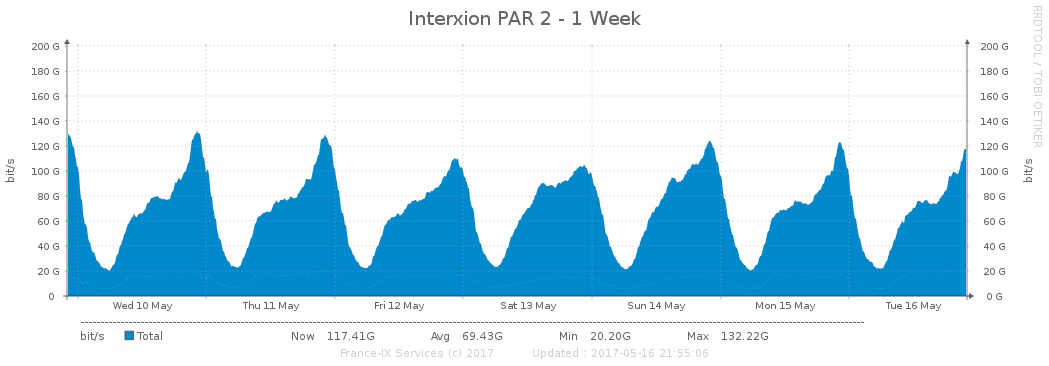 Interxion PAR 2 - 1 Week
RRDTOOL / TOBI OETIKER
200 G 200 G
180 G 180 G
160 G 160 G
140 G 140 G
120 G 120 G
100 G 100 G
80 G 80 G
60 G 60 G
40 G 40 G
20 G 20 G
0 0 G
bit/s
bit/s
Wed 10 May Thu 11 May Fri 12 May Sat 13 May Sun 14 May Mon 15 May Tue 16 May
bit/s Total Now 117.41G Avg 69.43G Min 20.20G Max 132.22G
France-IX Services (c) 2017 Updated : 2017-05-16 21:55:06